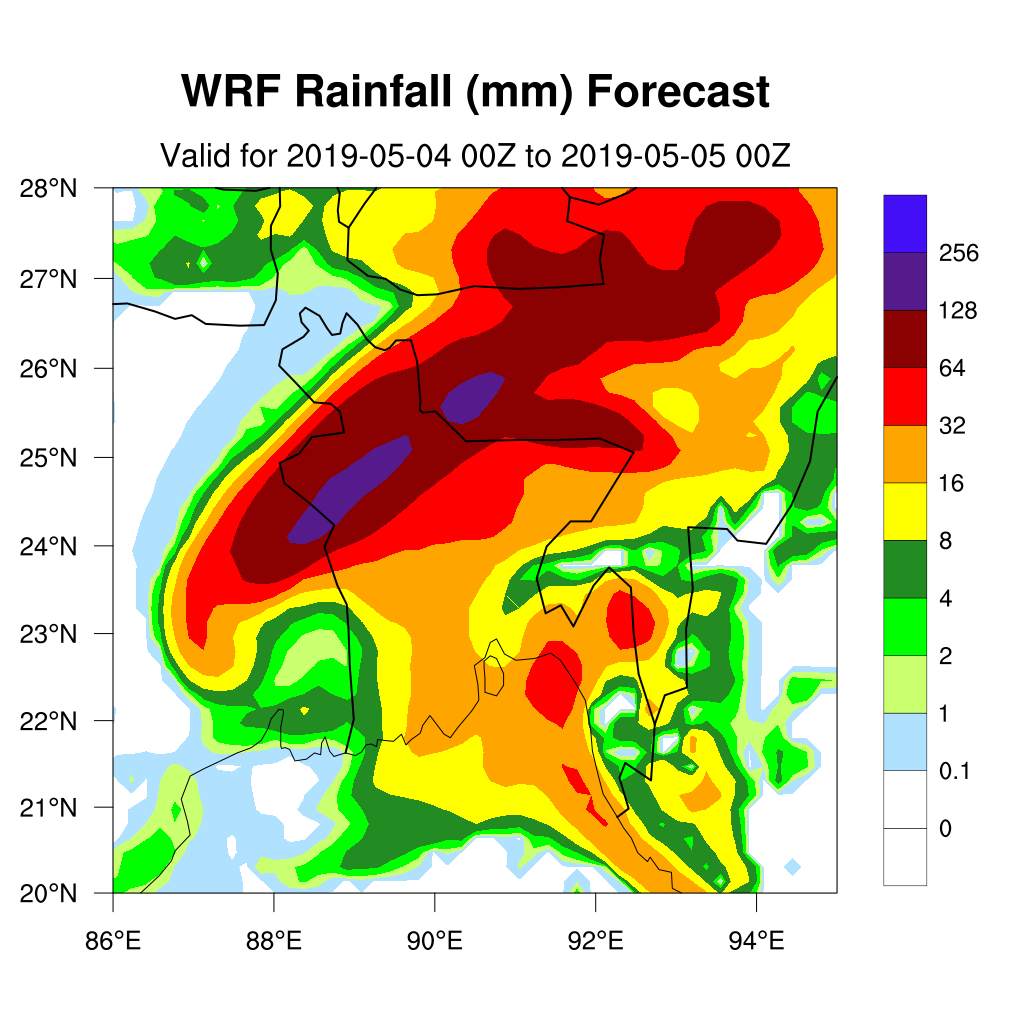 WRF Rainfall (mm) Forecast
Valid for 2019-05-04 00Z to 2019-05-05 00Z
28°N
27°N
26°N
25°N
24°N
23°N
22°N
21°N
20°N
86°E 88°E 90°E 92°E 94°E
256
128
64
32
16
8
4
2
1
0.1
0